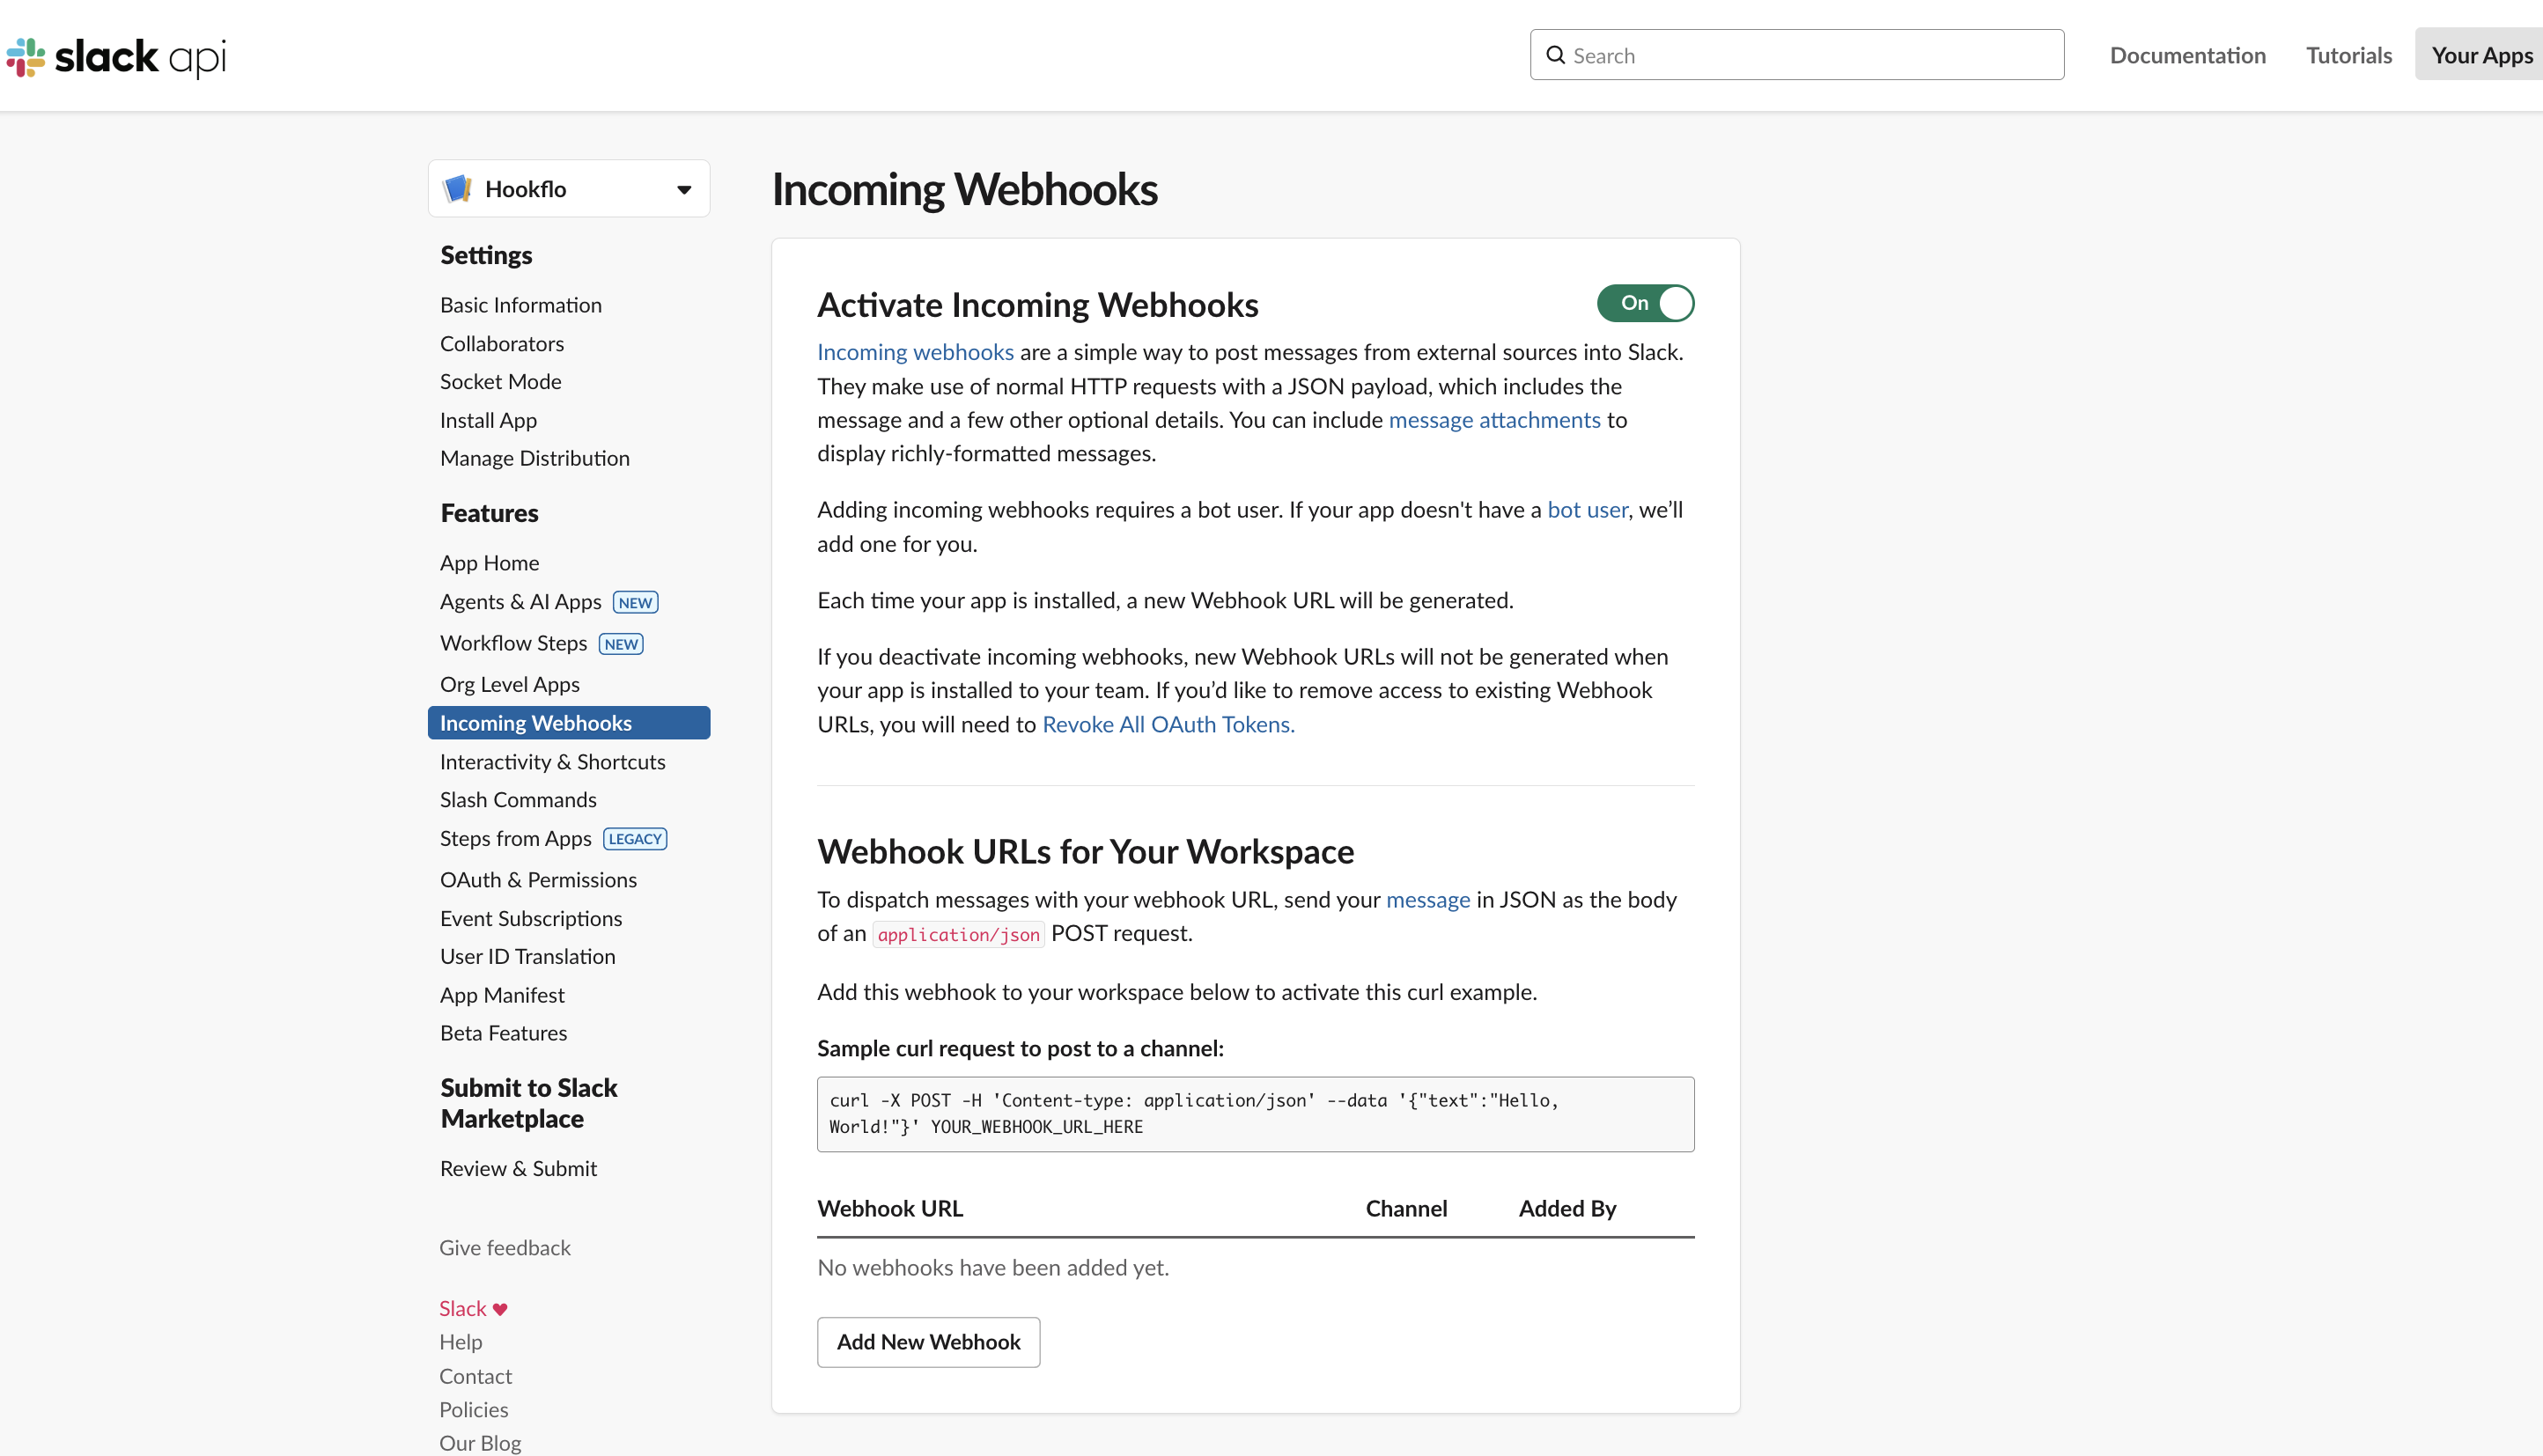 slack api
Search
Documentation
Tutorials
Your Apps
Hookflo
Settings
Basic Information
Collaborators
Socket Mode
Install App
Manage Distribution
Features
App Home
Agents & AI Apps NEW
Workflow Steps NEW
Org Level Apps
Incoming Webhooks
Interactivity & Shortcuts
Slash Commands
Steps from Apps LEGACY
OAuth & Permissions
Event Subscriptions
User ID Translation
App Manifest
Beta Features
Submit to Slack
Marketplace
Review & Submit
Give feedback
Slack ♥
Help
Contact
Policies
Our Blog
Incoming Webhooks
Activate Incoming Webhooks
On
Incoming webhooks are a simple way to post messages from external sources into Slack.
They make use of normal HTTP requests with a JSON payload, which includes the
message and a few other optional details. You can include message attachments to
display richly-formatted messages.
Adding incoming webhooks requires a bot user. If your app doesn't have a bot user, we’ll
add one for you.
Each time your app is installed, a new Webhook URL will be generated.
If you deactivate incoming webhooks, new Webhook URLs will not be generated when
your app is installed to your team. If you’d like to remove access to existing Webhook
URLs, you will need to Revoke All OAuth Tokens.
Webhook URLs for Your Workspace
To dispatch messages with your webhook URL, send your message in JSON as the body
of an application/json POST request.
Add this webhook to your workspace below to activate this curl example.
Sample curl request to post to a channel:
curl -X POST -H 'Content-type: application/json' --data '{"text":"Hello,
World!"}' YOUR_WEBHOOK_URL_HERE
Webhook URL
Channel
Added By
No webhooks have been added yet.
Add New Webhook